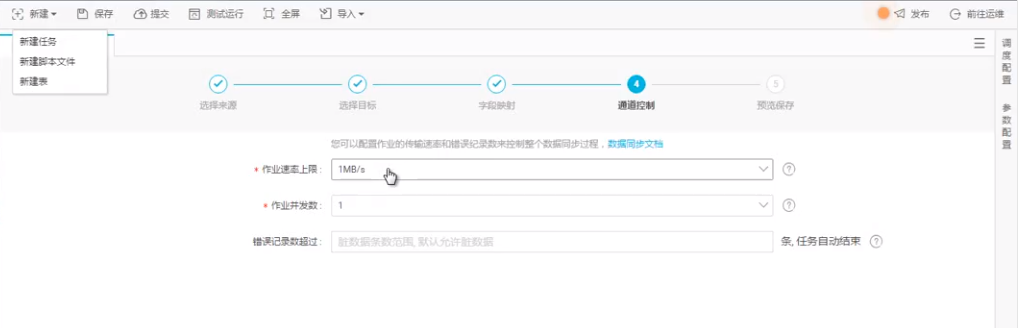 新建 保存 提交 测试运行 全屏 导入 发布 前往运维
新建任务
新建脚本文件
新建表
调度配置
参数配置
4 5
选择来源 选择目标 字段映射 通道控制 预览保存
您可以配置作业的传输速率和错误纪录数来控制整个数据同步过程，数据同步文档
* 作业速率上限： 1MB/s ?
* 作业并发数： 1 ?
错误记录数超过： 脏数据条数范围, 默认允许脏数据 条, 任务自动结束 ?